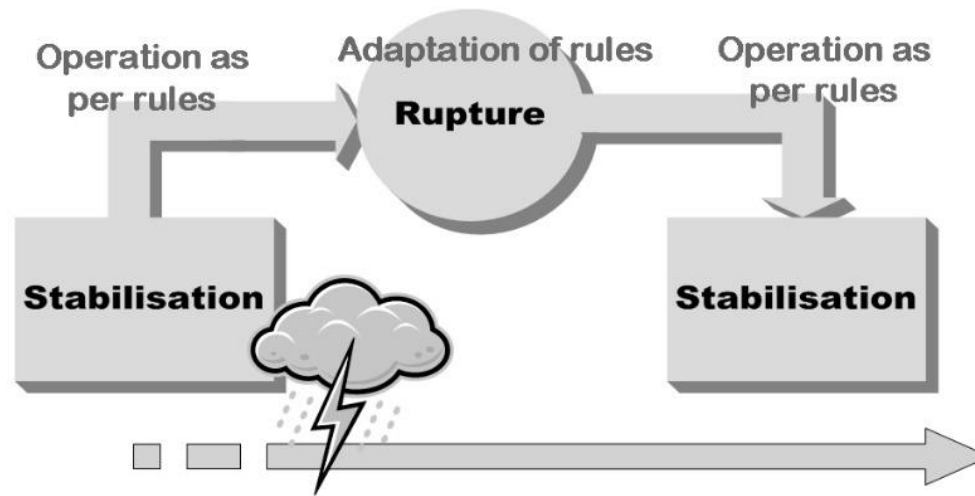 Operation as
per rules
Adaptation of rules
Rupture
Operation as
per rules
Stabilisation
Stabilisation